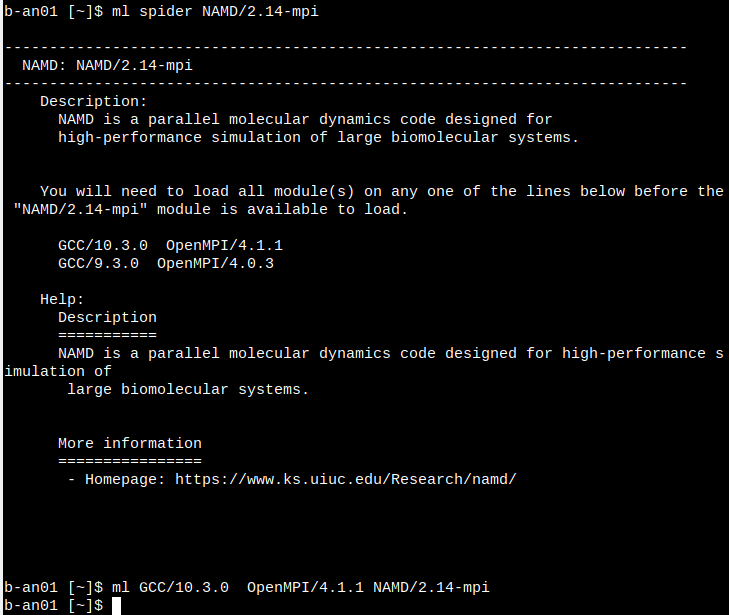 b-an01 [~]$ ml spider NAMD/2.14-mpi
----------------------------------------------------------------------------
  NAMD: NAMD/2.14-mpi
----------------------------------------------------------------------------
    Description:
      NAMD is a parallel molecular dynamics code designed for
      high-performance simulation of large biomolecular systems.
    You will need to load all module(s) on any one of the lines below before the
 "NAMD/2.14-mpi" module is available to load.
      GCC/10.3.0  OpenMPI/4.1.1
      GCC/9.3.0  OpenMPI/4.0.3
    Help:
      Description
      ===========
      NAMD is a parallel molecular dynamics code designed for high-performance s
imulation of
       large biomolecular systems.
      More information
      ================
       - Homepage: https://www.ks.uiuc.edu/Research/namd/
b-an01 [~]$ ml GCC/10.3.0  OpenMPI/4.1.1 NAMD/2.14-mpi
b-an01 [~]$